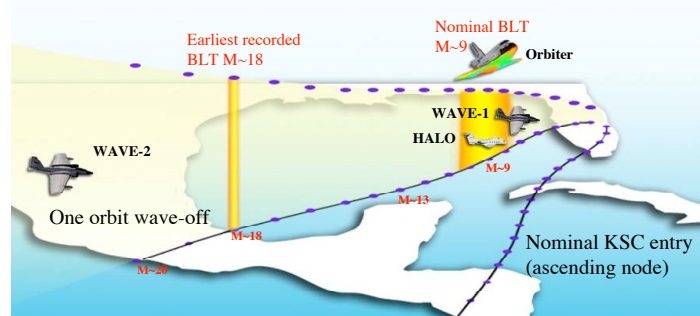 Nominal BLT
M~9
Earliest recorded
BLT M~18
Orbiter
WAVE-1
HALO
WAVE-2
M~9
M~13
One orbit wave-off
M~18
Nominal KSC entry
(ascending node)
M~20